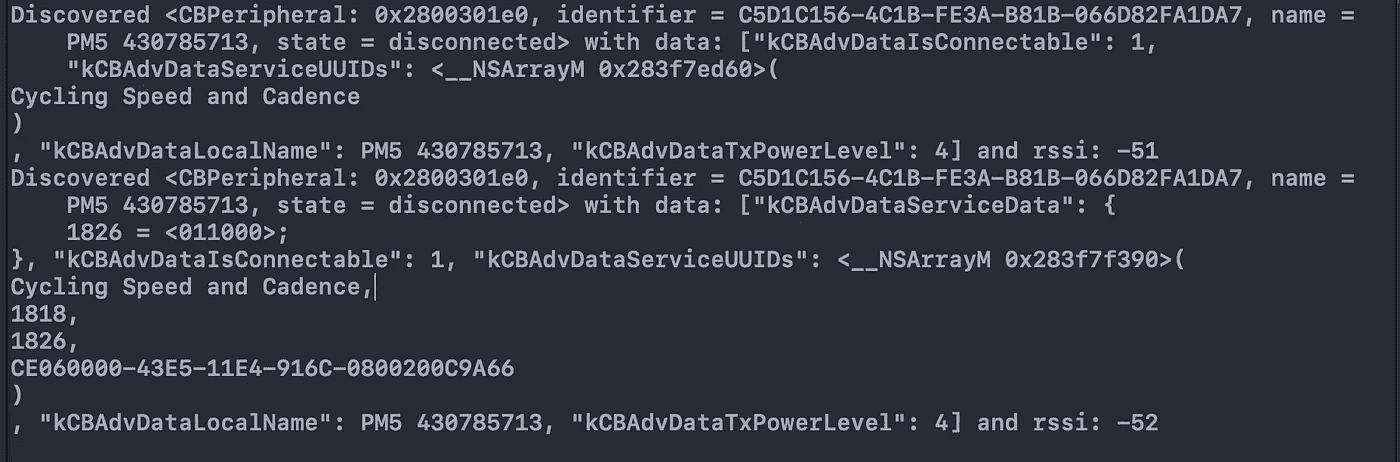 Discovered <CBPeripheral: 0x2800301e0, identifier = C5D1C156-4C1B-FE3A-B81B-066D82FA1DA7, name =
PM5 430785713, state = disconnected> with data: ["kCBAdvDataIsConnectable": 1,
"kCBAdvDataServiceUUIDs": <__NSArrayM 0x283f7ed60>(
Cycling Speed and Cadence
)
, "kCBAdvDataLocalName": PM5 430785713, "kCBAdvDataTxPowerLevel": 4] and rssi: -51
Discovered <CBPeripheral: 0x2800301e0, identifier = C5D1C156-4C1B-FE3A-B81B-066D82FA1DA7, name =
PM5 430785713, state = disconnected> with data: ["kCBAdvDataServiceData": {
1826 = <011000>;
}, "kCBAdvDataIsConnectable": 1, "kCBAdvDataServiceUUIDs": <__NSArrayM 0x283f7f390>(
Cycling Speed and Cadence,
1818,
1826,
CE060000-43E5-11E4-916C-0800200C9A66
)
, "kCBAdvDataLocalName": PM5 430785713, "kCBAdvDataTxPowerLevel": 4] and rssi: -52